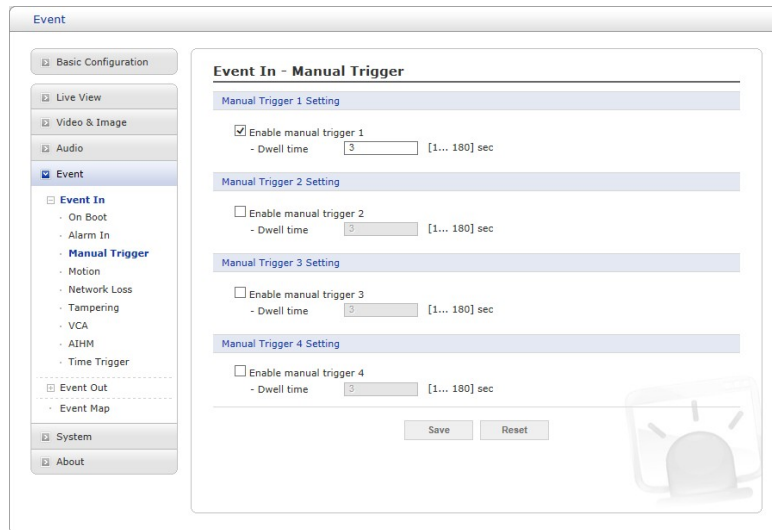 Event
Basic Configuration
Live View
Video & Image
Audio
Event
Event In
· On Boot
· Alarm In
· Manual Trigger
· Motion
· Network Loss
· Tampering
· VCA
· AIHM
· Time Trigger
Event Out
· Event Map
System
About
Event In - Manual Trigger
Manual Trigger 1 Setting
Enable manual trigger 1
- Dwell time 3 [1... 180] sec
Manual Trigger 2 Setting
Enable manual trigger 2
- Dwell time 3 [1... 180] sec
Manual Trigger 3 Setting
Enable manual trigger 3
- Dwell time 3 [1... 180] sec
Manual Trigger 4 Setting
Enable manual trigger 4
- Dwell time 3 [1... 180] sec
Save Reset